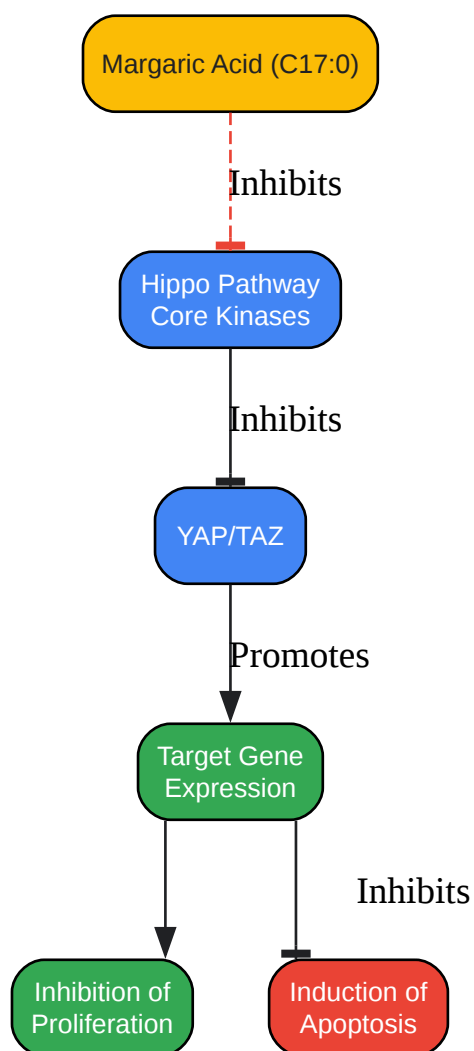 Margaric Acid (C17:0)
Inhibits
Hippo Pathway
Core Kinases
Inhibits
YAP/TAZ
Promotes
Target Gene
Expression
Inhibits
Inhibition of
Proliferation
Induction of
Apoptosis